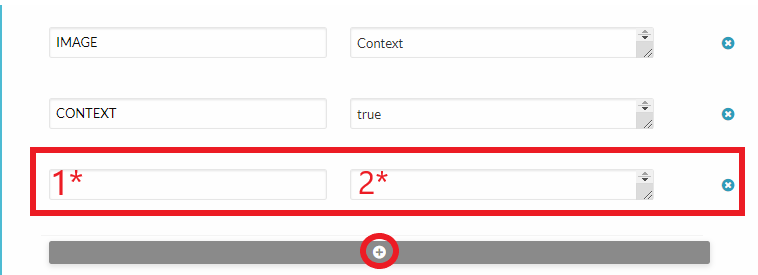 IMAGE Context
CONTEXT true
1* 2*